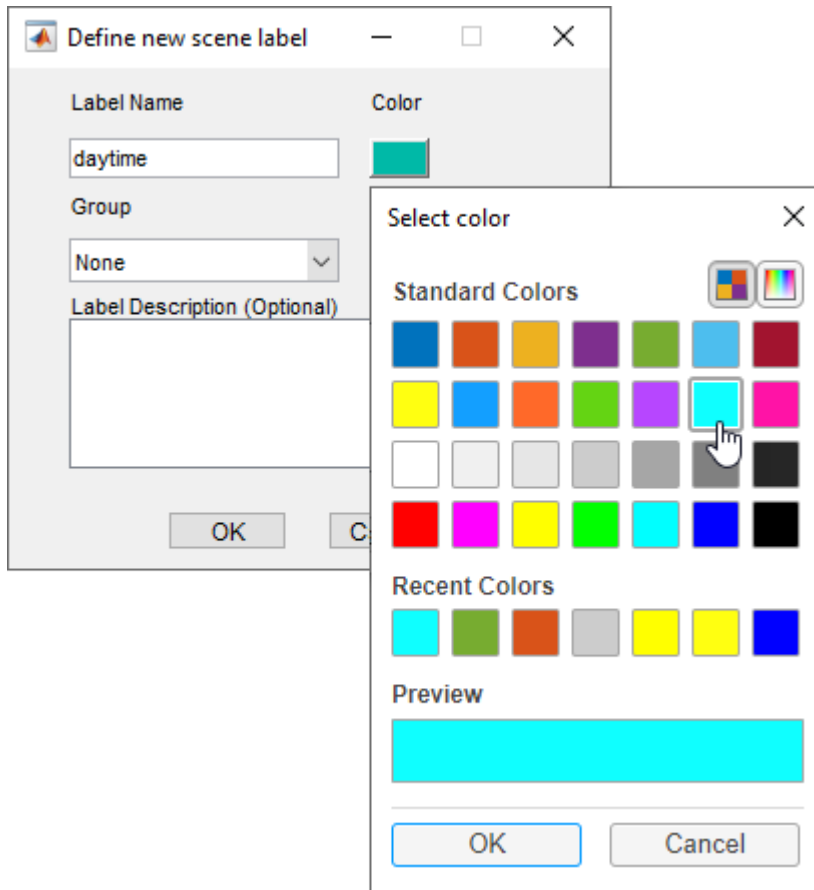 Define new scene label
Label Name
Color
daytime
Group
None
Label Description (Optional)
OK
Select color
Standard Colors
Recent Colors
Preview
OK
Cancel